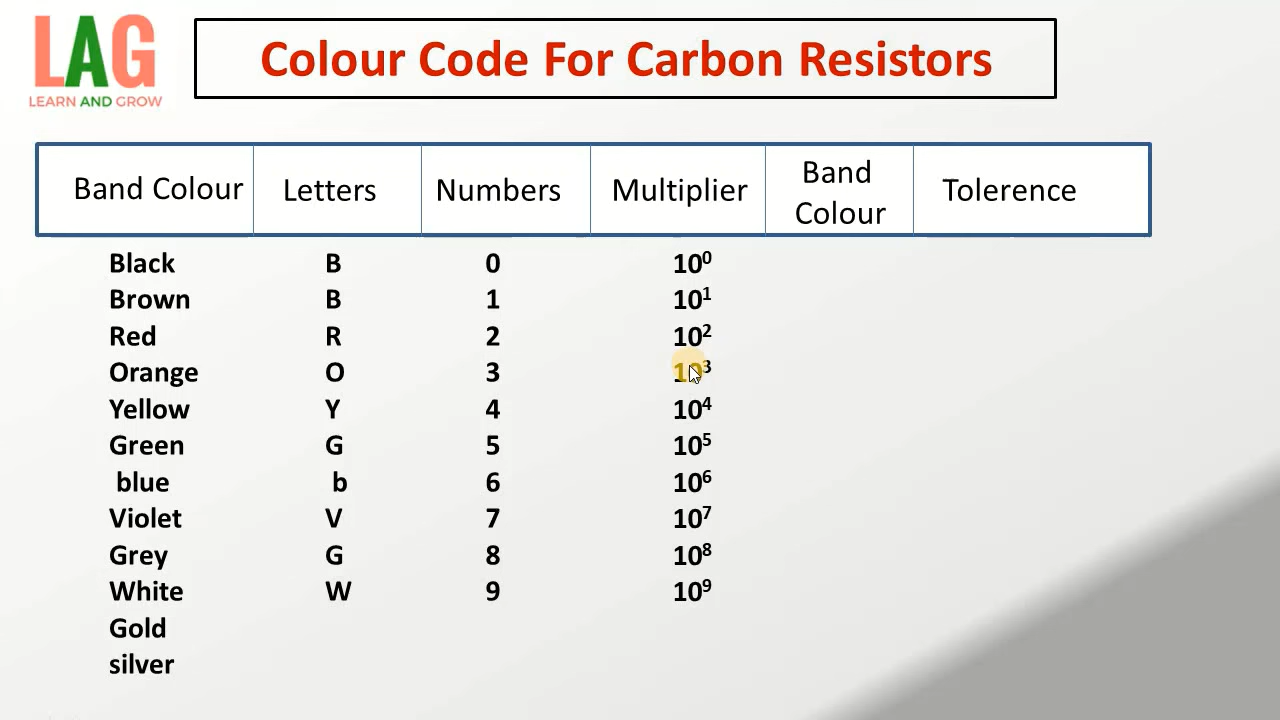 LAG
LEARN AND GROW
Colour Code For Carbon Resistors
Band Colour Letters Numbers Multiplier Band Colour Tolerence
Black B 0 10⁰
Brown B 1 10¹
Red R 2 10²
Orange O 3 10³
Yellow Y 4 10⁴
Green G 5 10⁵
blue b 6 10⁶
Violet V 7 10⁷
Grey G 8 10⁸
White W 9 10⁹
Gold
silver